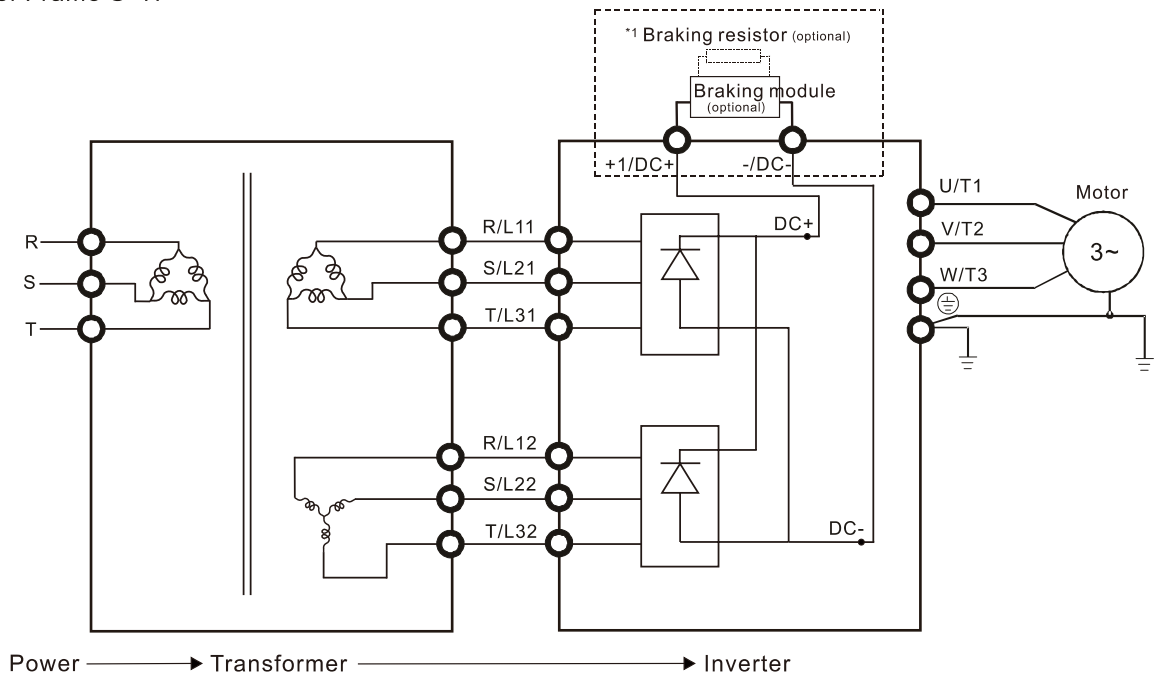 *1 Braking resistor (optional)
Braking module
(optional)
+1/DC+
-/DC-
R
S
T
R/L11
S/L21
T/L31
R/L12
S/L22
T/L32
DC+
DC-
U/T1
V/T2
W/T3
Motor
3~
Power
Transformer
Inverter